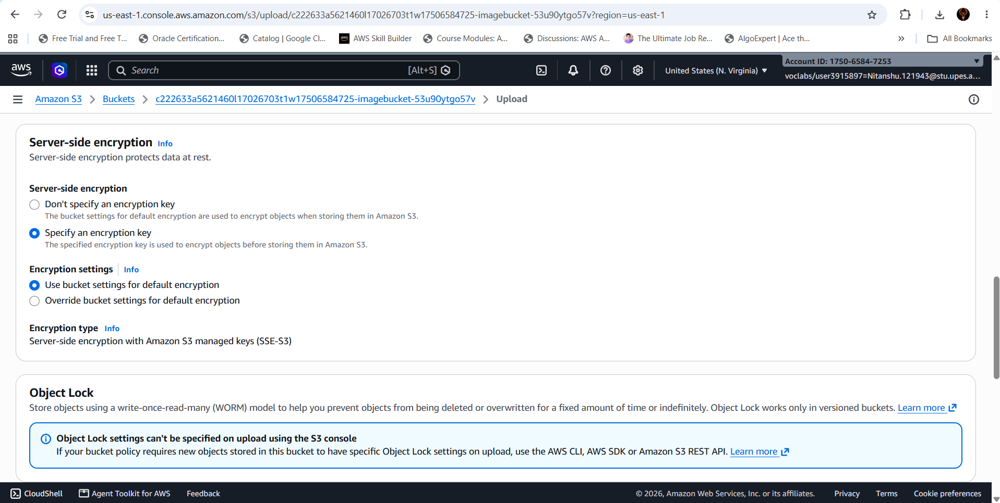 us-east-1.console.aws.amazon.com/s3/upload/c222633a5621460l17026703t1w17506584725-imagebucket-53u90ytgo57v?region=us-east-1
Free Trial and Free T... Oracle Certification... Catalog | Google Cl... aws AWS Skill Builder Course Modules: A... Discussions: AWS A... The Ultimate Job Re... AlgoExpert | Ace th... » All Bookmarks
aws Search [Alt+S] United States (N. Virginia) ▼ Account ID: 1750-6584-7253 ▼
voclabs/user3915897=Nitanshu.121943@stu.upes.a...
Amazon S3 > Buckets > c222633a5621460l17026703t1w17506584725-imagebucket-53u90ytgo57v > Upload
Server-side encryption Info
Server-side encryption protects data at rest.
Server-side encryption
Don't specify an encryption key
The bucket settings for default encryption are used to encrypt objects when storing them in Amazon S3.
Specify an encryption key
The specified encryption key is used to encrypt objects before storing them in Amazon S3.
Encryption settings Info
Use bucket settings for default encryption
Override bucket settings for default encryption
Encryption type Info
Server-side encryption with Amazon S3 managed keys (SSE-S3)
Object Lock
Store objects using a write-once-read-many (WORM) model to help you prevent objects from being deleted or overwritten for a fixed amount of time or indefinitely. Object Lock works only in versioned buckets. Learn more
Object Lock settings can't be specified on upload using the S3 console
If your bucket policy requires new objects stored in this bucket to have specific Object Lock settings on upload, use the AWS CLI, AWS SDK or Amazon S3 REST API. Learn more
CloudShell Agent Toolkit for AWS Feedback © 2026, Amazon Web Services, Inc. or its affiliates. Privacy Terms Cookie preferences